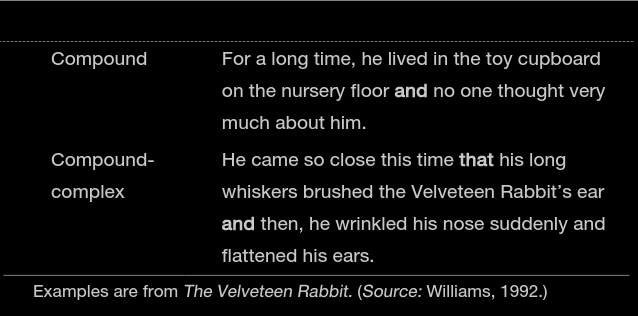 Compound For a long time, he lived in the toy cupboard
on the nursery floor and no one thought very
much about him.
Compound- He came so close this time that his long
complex whiskers brushed the Velveteen Rabbit's ear
and then, he wrinkled his nose suddenly and
flattened his ears.
Examples are from The Velveteen Rabbit. (Source: Williams, 1992.)